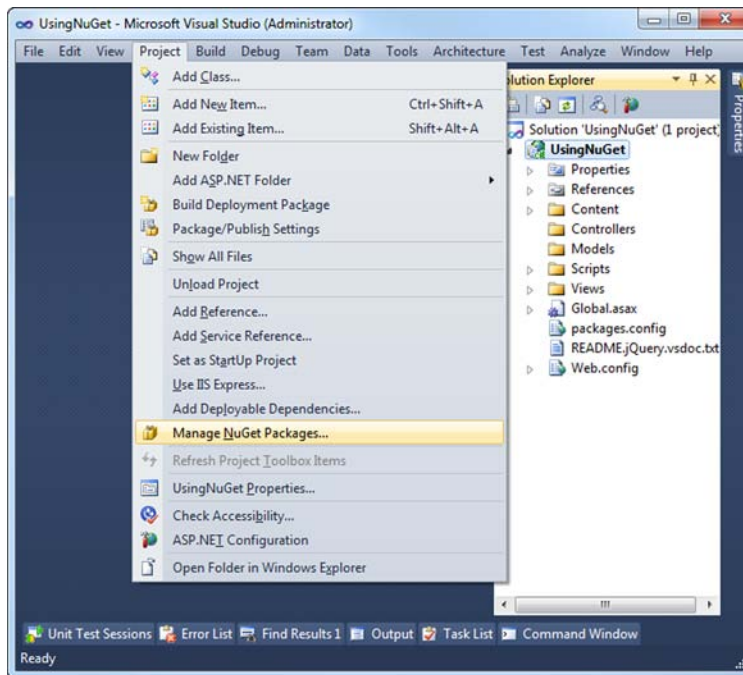 UsingNuGet - Microsoft Visual Studio (Administrator)
File Edit View Project Build Debug Team Data Tools Architecture Test Analyze Window Help
Add Class...
Add New Item... Ctrl+Shift+A
Add Existing Item... Shift+Alt+A
New Folder
Add ASP.NET Folder
Build Deployment Package
Package/Publish Settings
Show All Files
Unload Project
Add Reference...
Add Service Reference...
Set as StartUp Project
Use IIS Express...
Add Deployable Dependencies...
Manage NuGet Packages...
Refresh Project Toolbox Items
UsingNuGet Properties...
Check Accessibility...
ASP.NET Configuration
Open Folder in Windows Explorer
olution Explorer
Solution 'UsingNuGet' (1 project
UsingNuGet
Properties
References
Content
Controllers
Models
Scripts
Views
Global.asax
packages.config
README.jQuery.vsdoc.txt
Web.config
Properties
Unit Test Sessions Error List Find Results 1 Output Task List Command Window
Ready